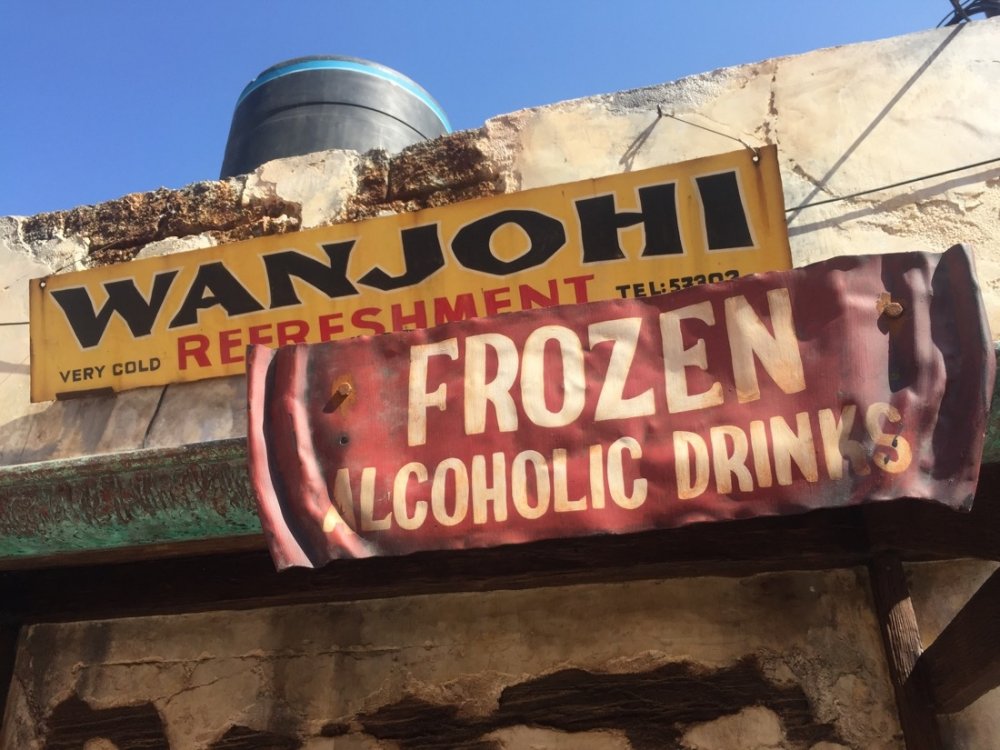 WANJOHI
VERY COLD REFRESHMENT TEL:57302
FROZEN
ALCOHOLIC DRINKS